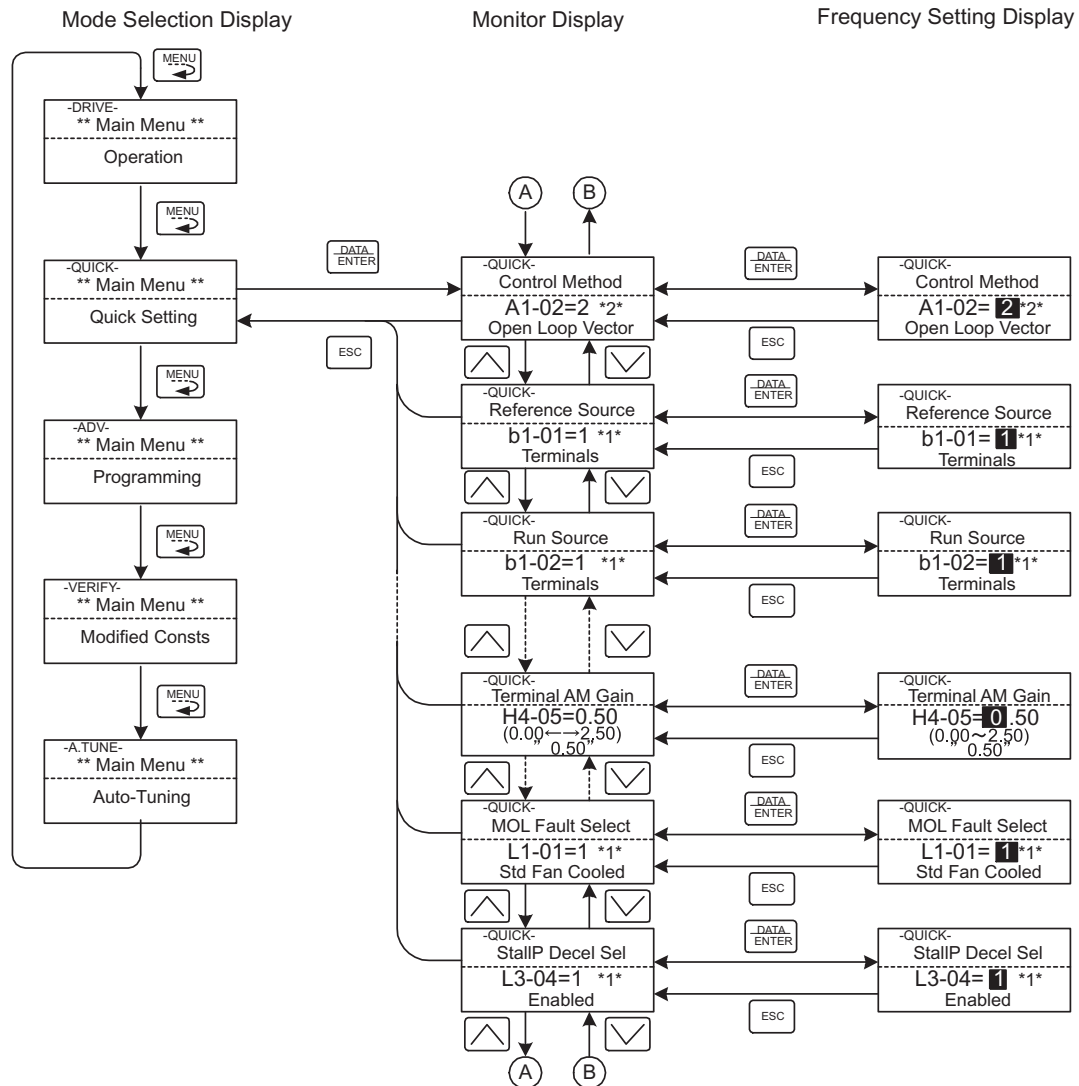 Mode Selection Display
Monitor Display
Frequency Setting Display
MENU
-DRIVE-
** Main Menu **
Operation
MENU
-QUICK-
** Main Menu **
Quick Setting
MENU
-ADV-
** Main Menu **
Programming
MENU
-VERIFY-
** Main Menu **
Modified Consts
MENU
-A.TUNE-
** Main Menu **
Auto-Tuning
DATA
ENTER
ESC
A
B
-QUICK-
Control Method
A1-02=2 *2*
Open Loop Vector
DATA
ENTER
ESC
-QUICK-
Control Method
A1-02= 2 *2*
Open Loop Vector
-QUICK-
Reference Source
b1-01=1 *1*
Terminals
DATA
ENTER
ESC
-QUICK-
Reference Source
b1-01= 1 *1*
Terminals
-QUICK-
Run Source
b1-02=1 *1*
Terminals
DATA
ENTER
ESC
-QUICK-
Run Source
b1-02= 1 *1*
Terminals
-QUICK-
Terminal AM Gain
H4-05=0.50
(0.00←→2.50)
” 0.50”
DATA
ENTER
ESC
-QUICK-
Terminal AM Gain
H4-05= 0 .50
(0.00~2.50)
” 0.50”
-QUICK-
MOL Fault Select
L1-01=1 *1*
Std Fan Cooled
DATA
ENTER
ESC
-QUICK-
MOL Fault Select
L1-01= 1 *1*
Std Fan Cooled
-QUICK-
StallP Decel Sel
L3-04=1 *1*
Enabled
DATA
ENTER
ESC
-QUICK-
StallP Decel Sel
L3-04= 1 *1*
Enabled
A
B